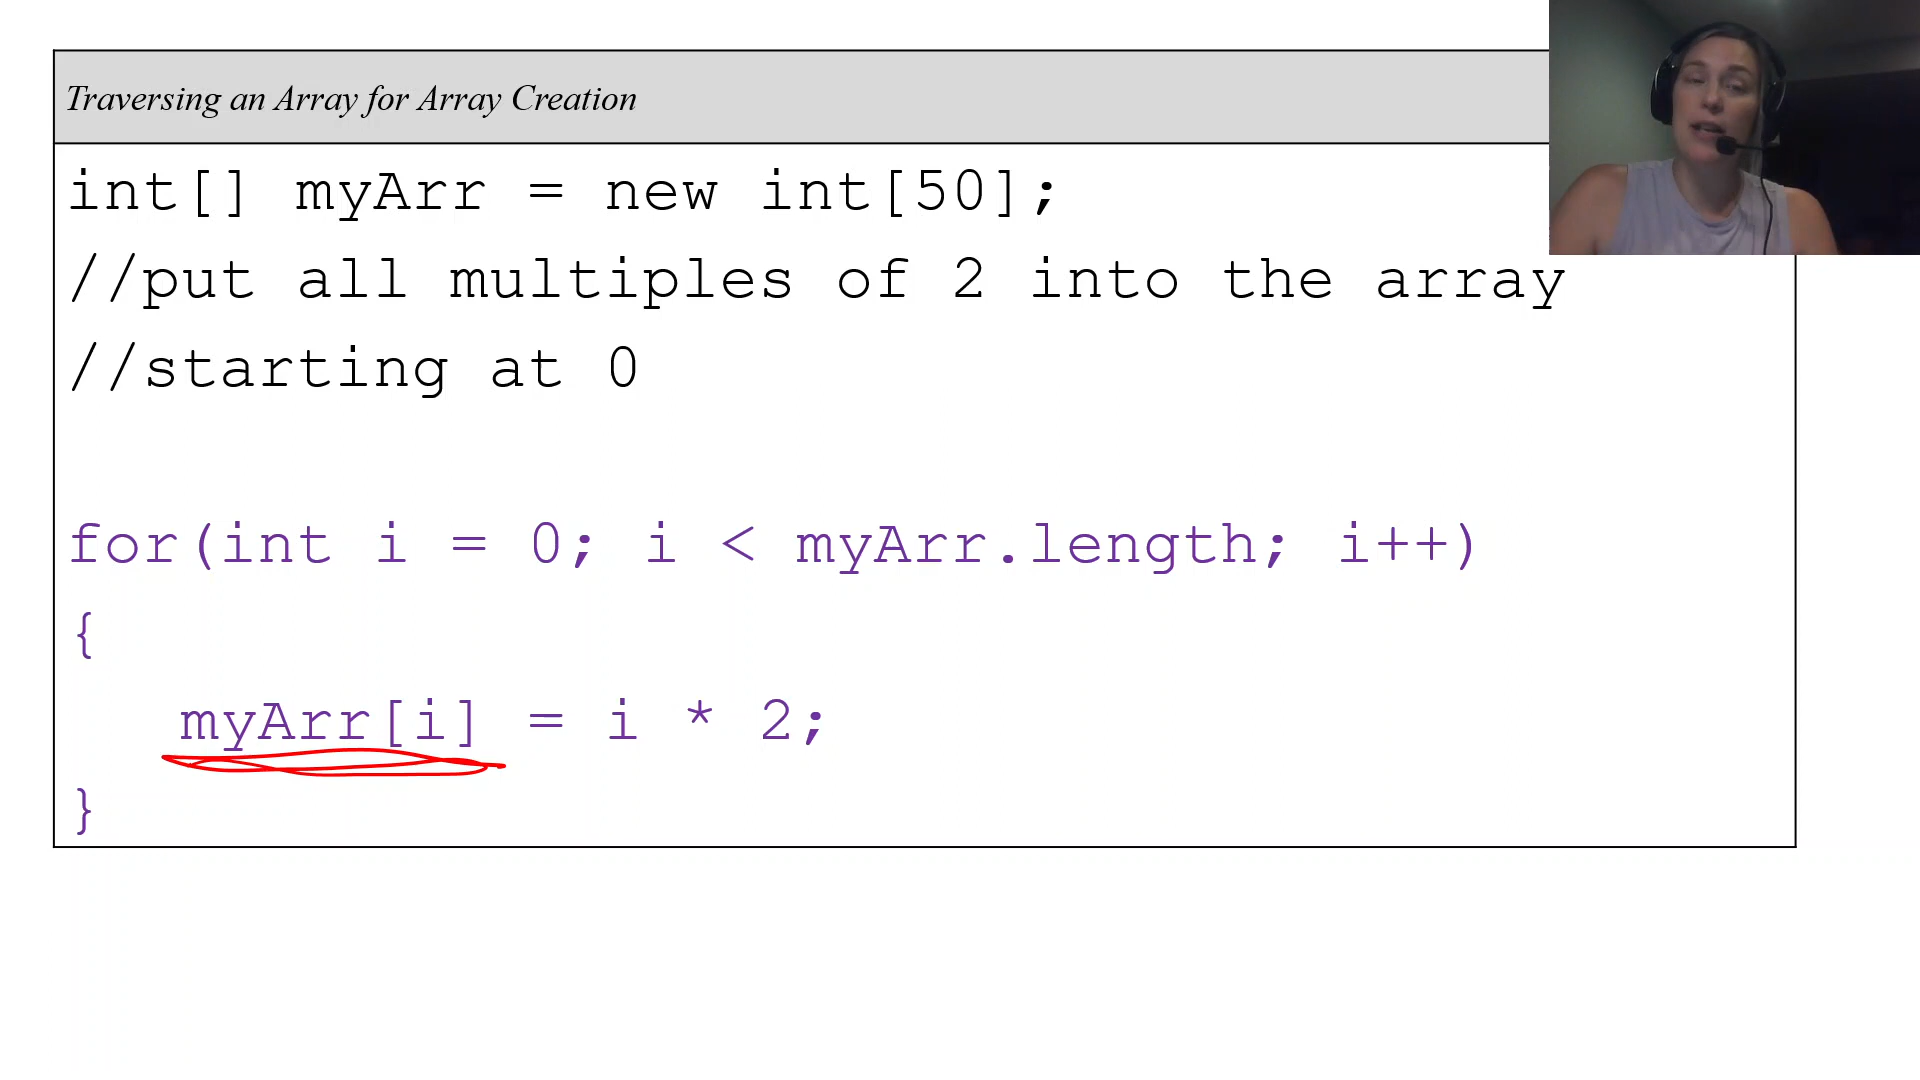 Traversing an Array for Array Creation
int[] myArr = new int[50];
//put all multiples of 2 into the array
//starting at 0
for(int i = 0; i < myArr.length; i++)
{
myArr[i] = i * 2;
}